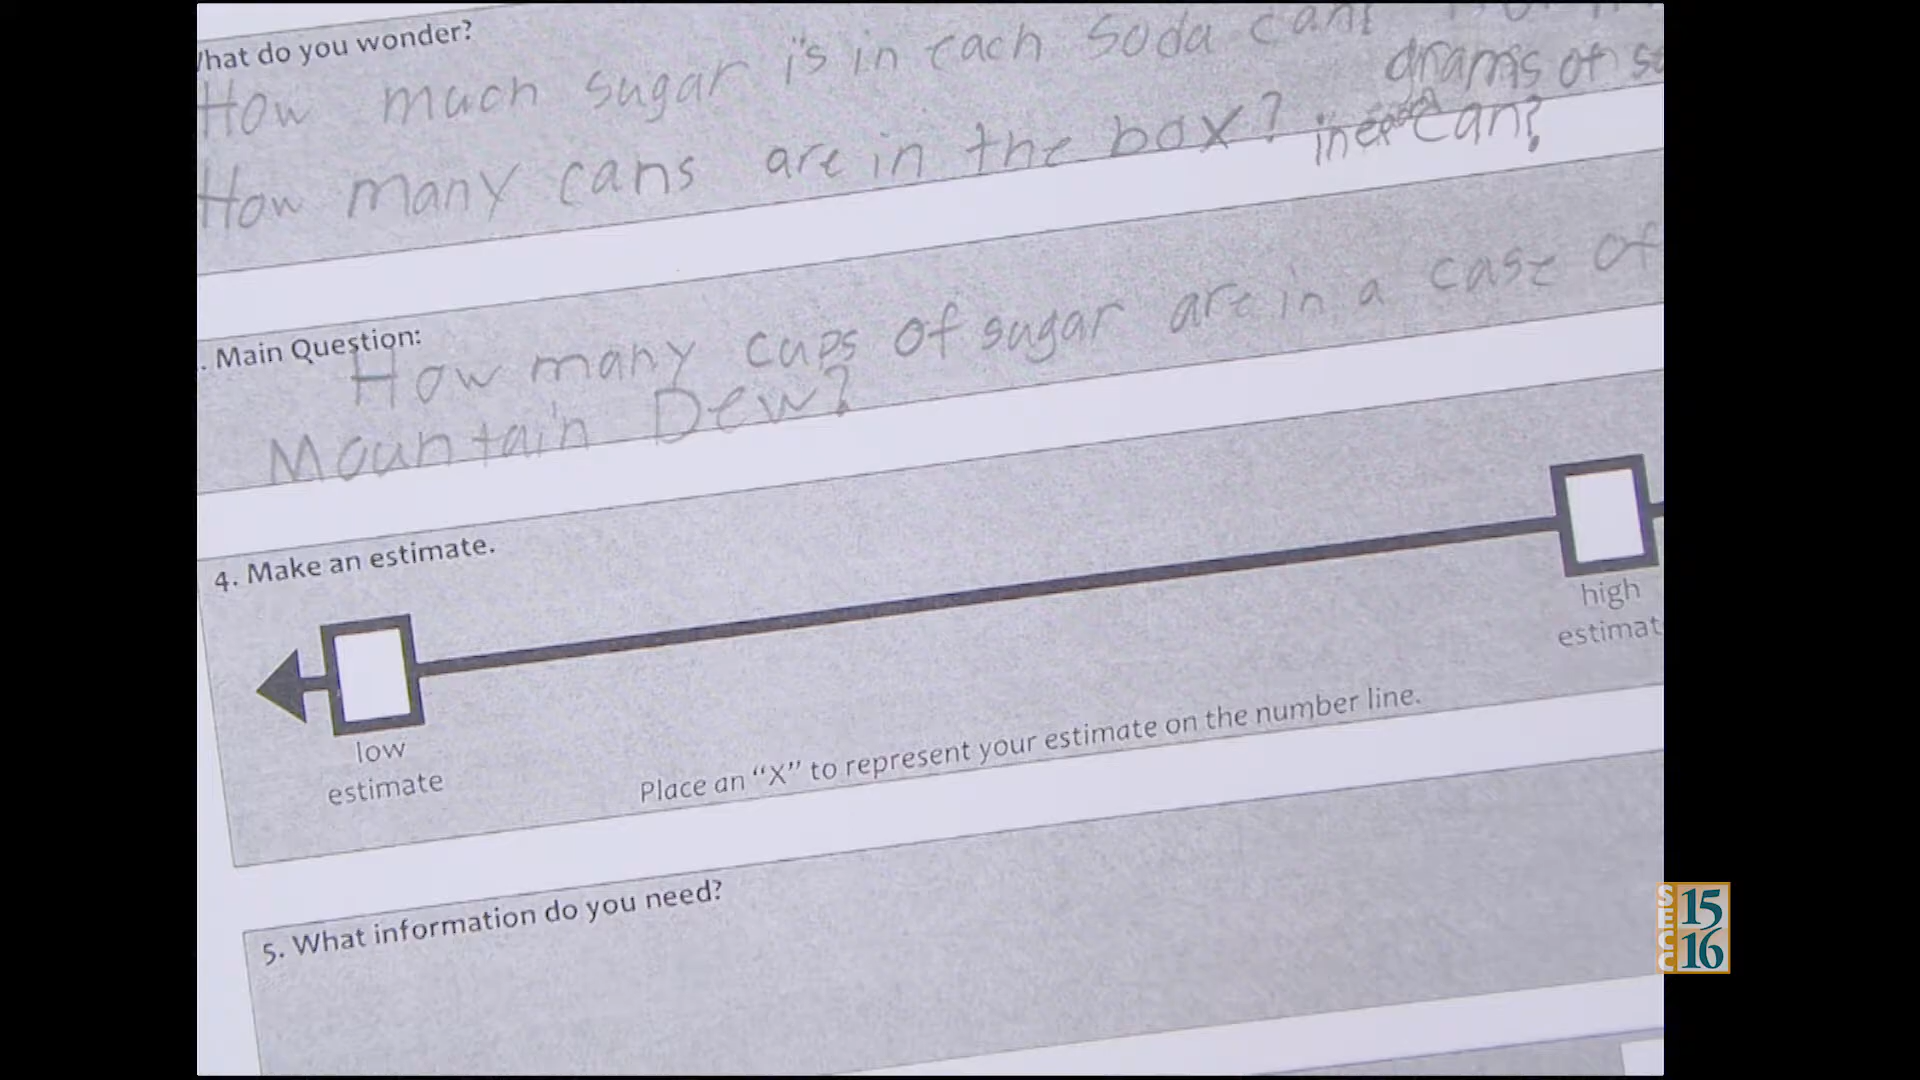 What do you wonder?
How much sugar is in each soda can?
drams of
How many cans are in the box? in each can?
. Main Question:
How many cups of sugar are in a case of
Mountain Dew?
4. Make an estimate.
low
estimate
high
estimat
Place an “X” to represent your estimate on the number line.
5. What information do you need?
SECC
15
16